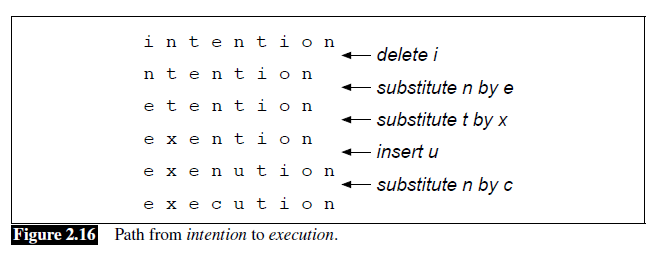 i n t e n t i o n
delete i
n t e n t i o n
substitute n by e
e t e n t i o n
substitute t by x
e x e n t i o n
insert u
e x e n u t i o n
substitute n by c
e x e c u t i o n
Figure 2.16 Path from intention to execution.